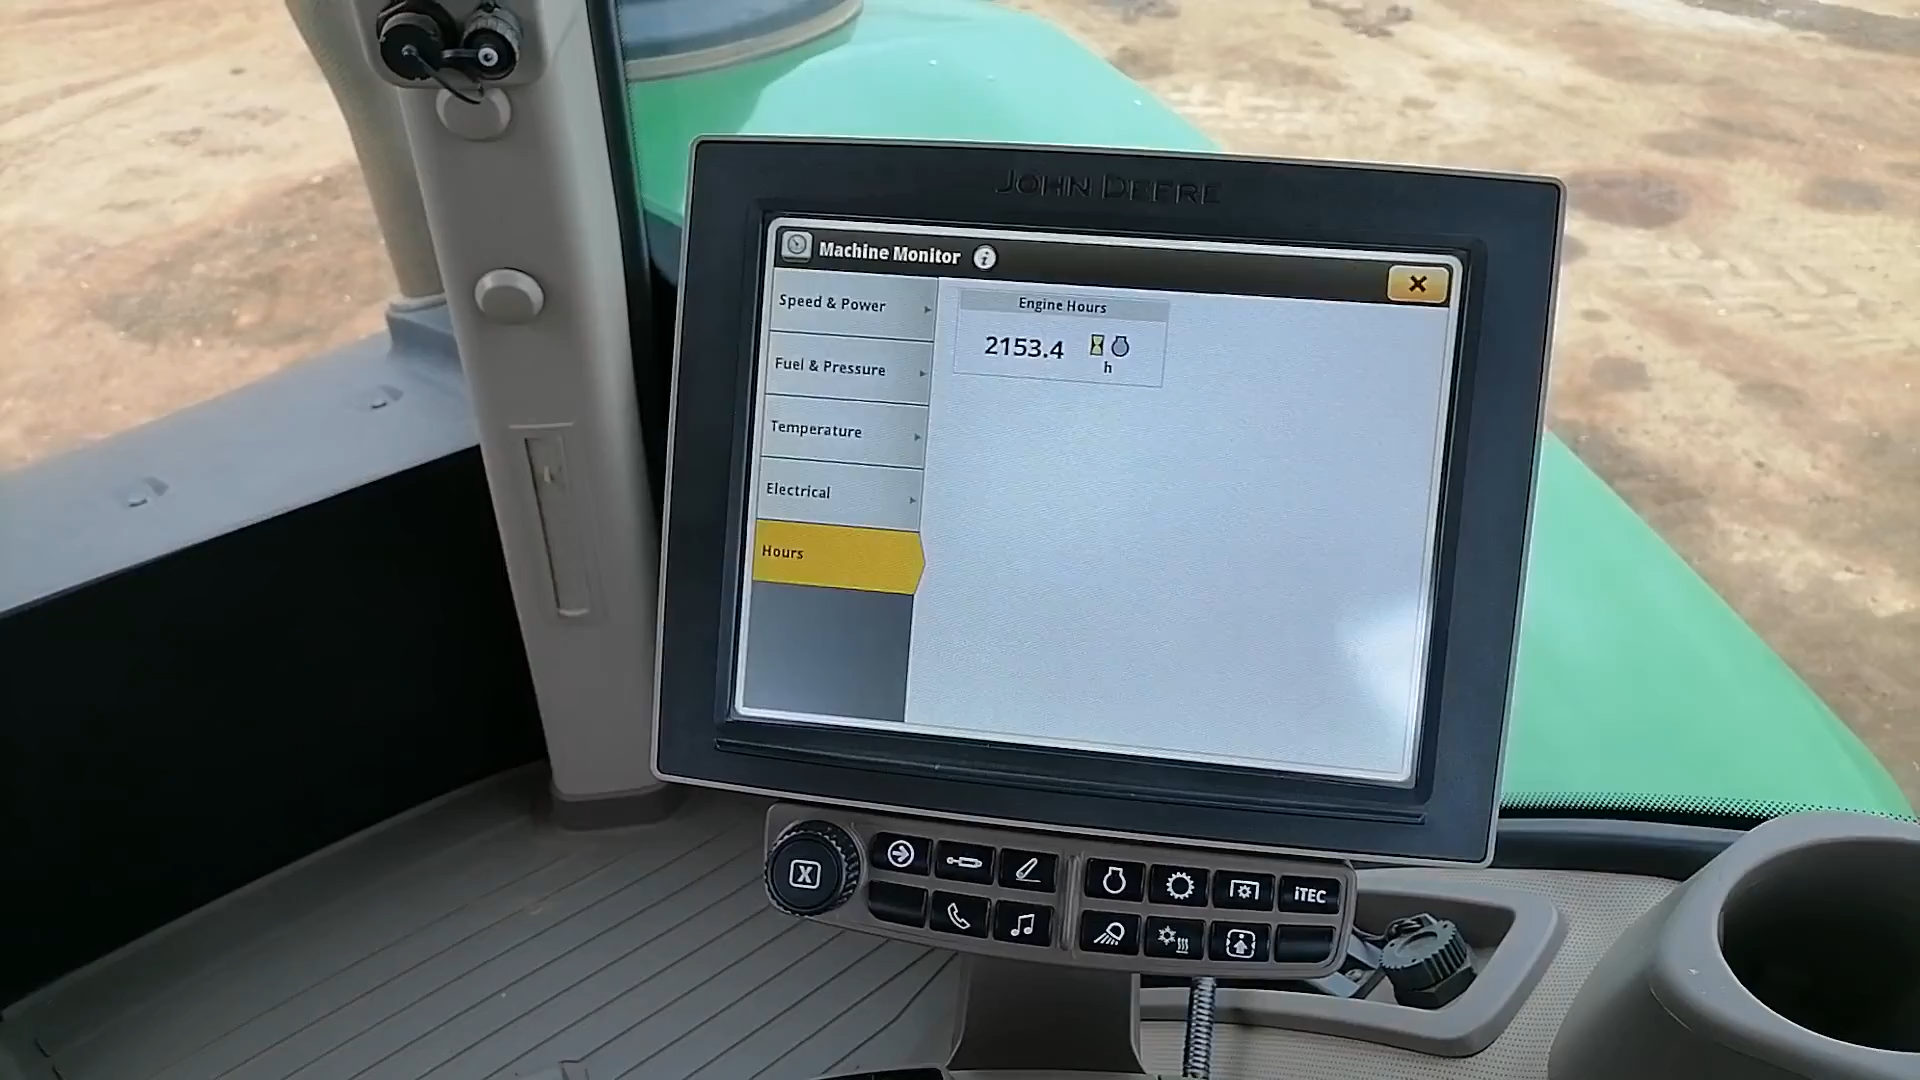 JOHN DEERE
Machine Monitor
Speed & Power
Fuel & Pressure
Temperature
Electrical
Hours
Engine Hours
2153.4
h
X
iTEC